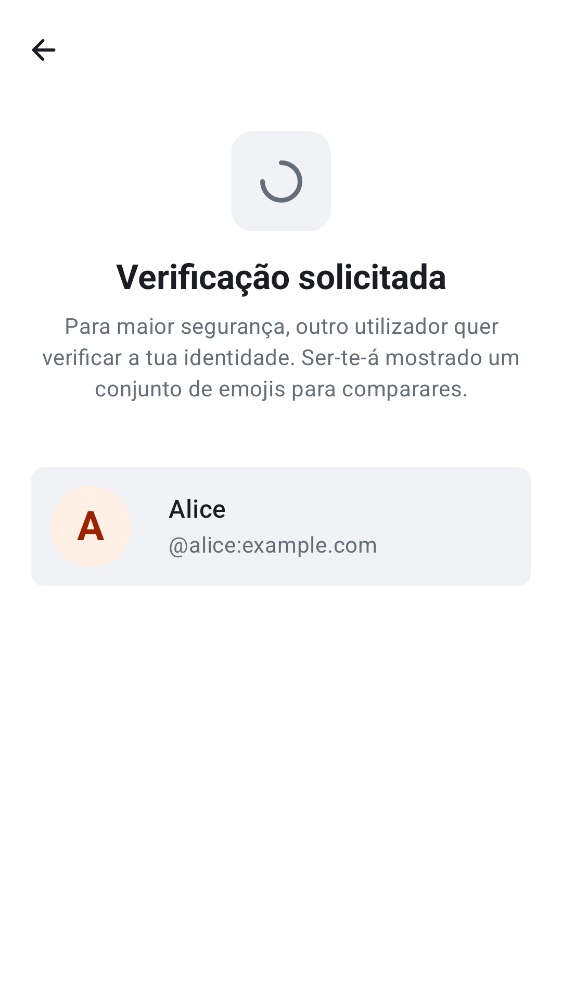 Verificação solicitada
Para maior segurança, outro utilizador quer
verificar a tua identidade. Ser-te-á mostrado um
conjunto de emojis para comparares.
A
Alice
@alice:example.com